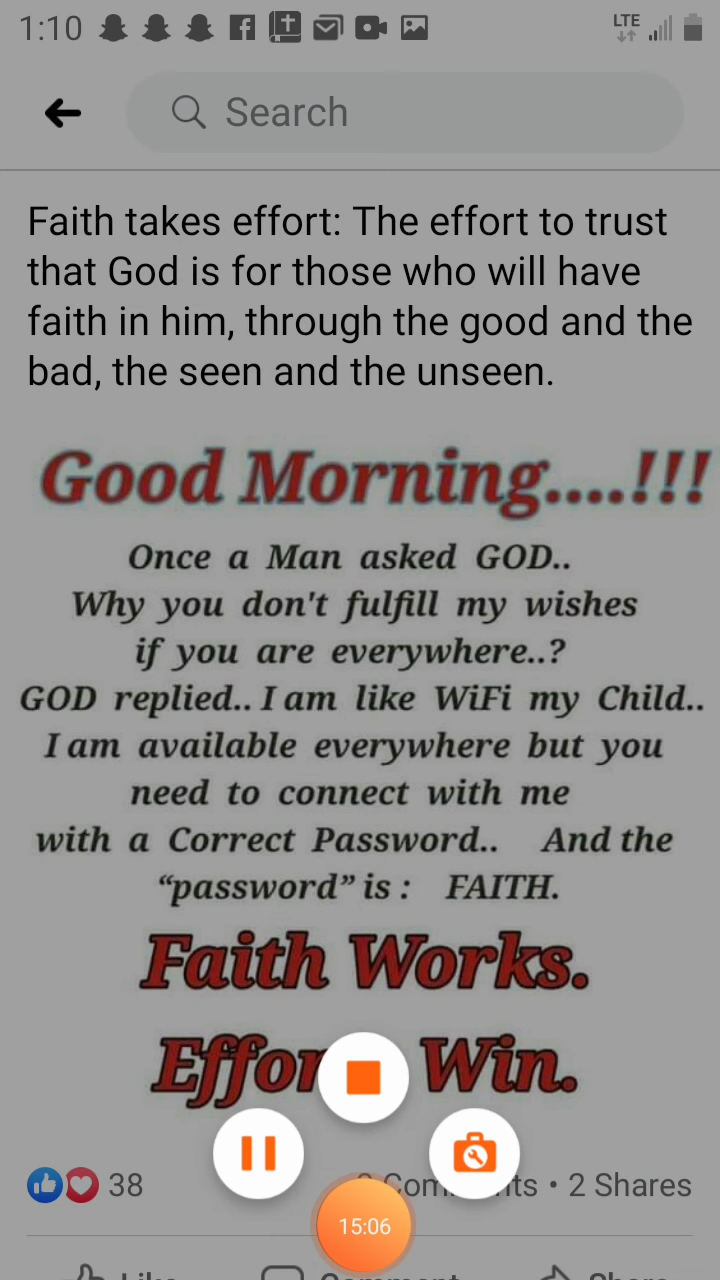 1:10
LTE
Search
Faith takes effort: The effort to trust
that God is for those who will have
faith in him, through the good and the
bad, the seen and the unseen.
Good Morning....!!!
Once a Man asked GOD..
Why you don't fulfill my wishes
if you are everywhere..?
GOD replied.. I am like WiFi my Child..
I am available everywhere but you
need to connect with me
with a Correct Password.. And the
“password” is : FAITH.
Faith Works.
Win.
38
• 2 Shares
15:06
Like
Comment
Share